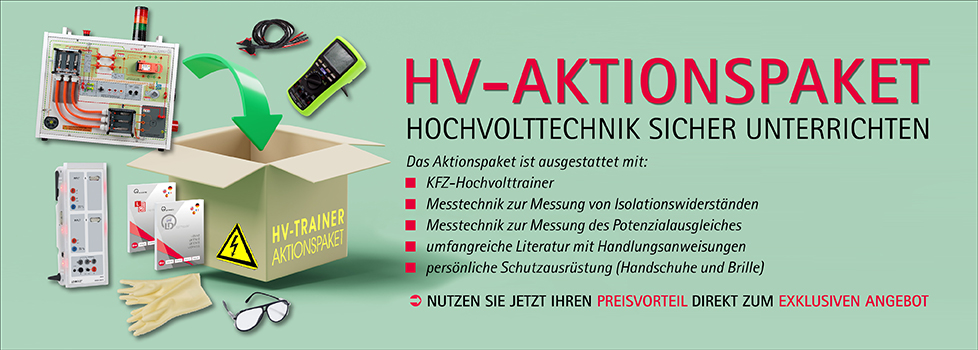 HV-AKTIONSPAKET
HOCHVOLTTECHNIK SICHER UNTERRICHTEN
Das Aktionspaket ist ausgestattet mit:
KFZ-Hochvolttrainer
Messtechnik zur Messung von Isolationswiderständen
Messtechnik zur Messung des Potenzialausgleiches
umfangreiche Literatur mit Handlungsanweisungen
persönliche Schutzausrüstung (Handschuhe und Brille)
NUTZEN SIE JETZT IHREN PREISVORTEIL DIREKT ZUM EXKLUSIVEN ANGEBOT
HV-TRAINER
AKTIONSPAKET